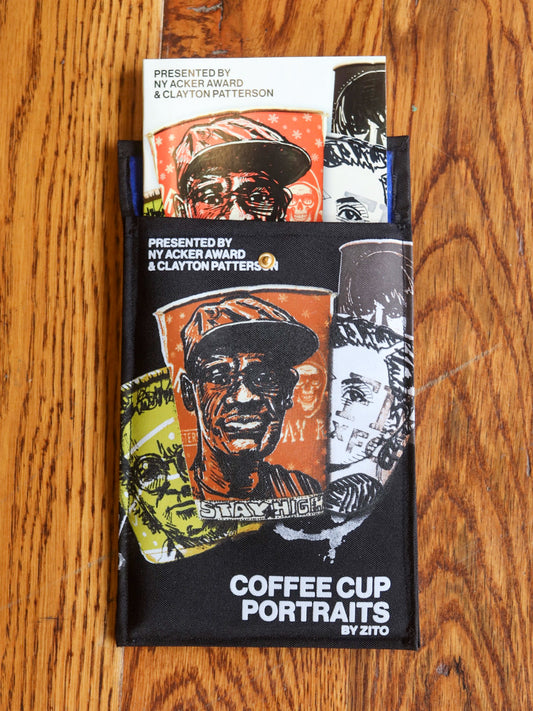 PRESENTED BY
NY ACKER AWARD
& CLAYTON PATTERSON
PRESENTED BY
NY ACKER AWARD
& CLAYTON PATTERSON
STAY HIGH
COFFEE CUP
PORTRAITS
BY ZITO